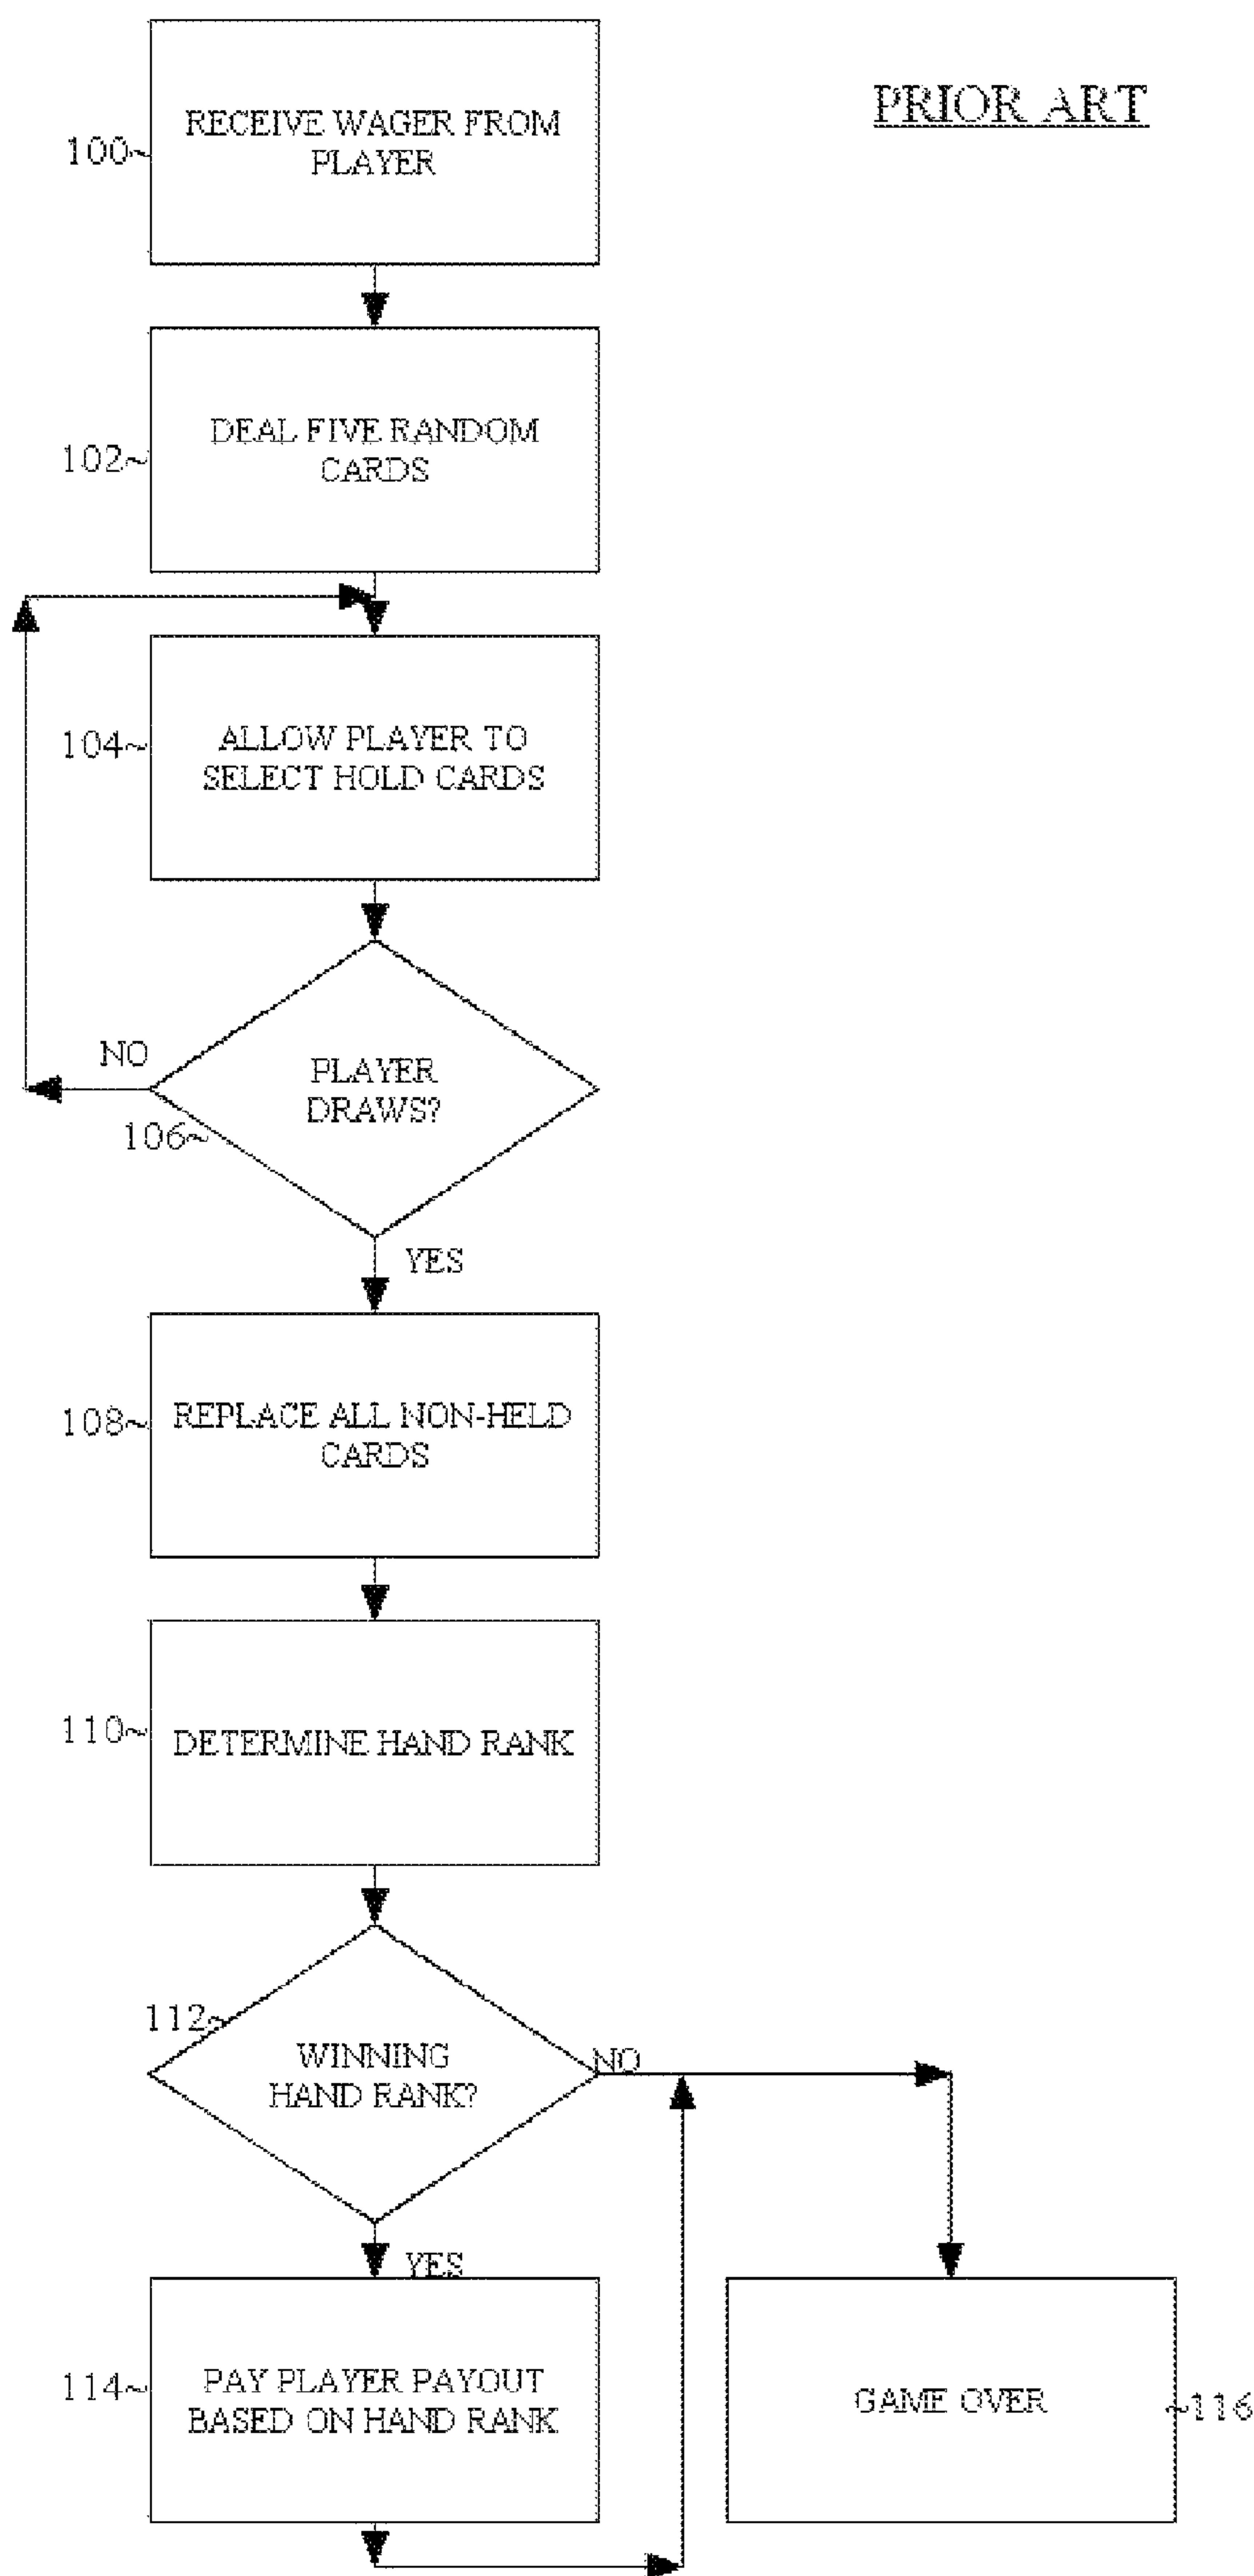 PRIOR ART
100~
RECEIVE WAGER FROM
PLAYER
102~
DEAL FIVE RANDOM
CARDS
104~
ALLOW PLAYER TO
SELECT HOLD CARDS
NO
PLAYER
DRAWS?
106~
YES
108~
REPLACE ALL NON-HELD
CARDS
110~
DETERMINE HAND RANK
112~
WINNING
HAND RANK?
NO
YES
114~
PAY PLAYER PAYOUT
BASED ON HAND RANK
GAME OVER
~116